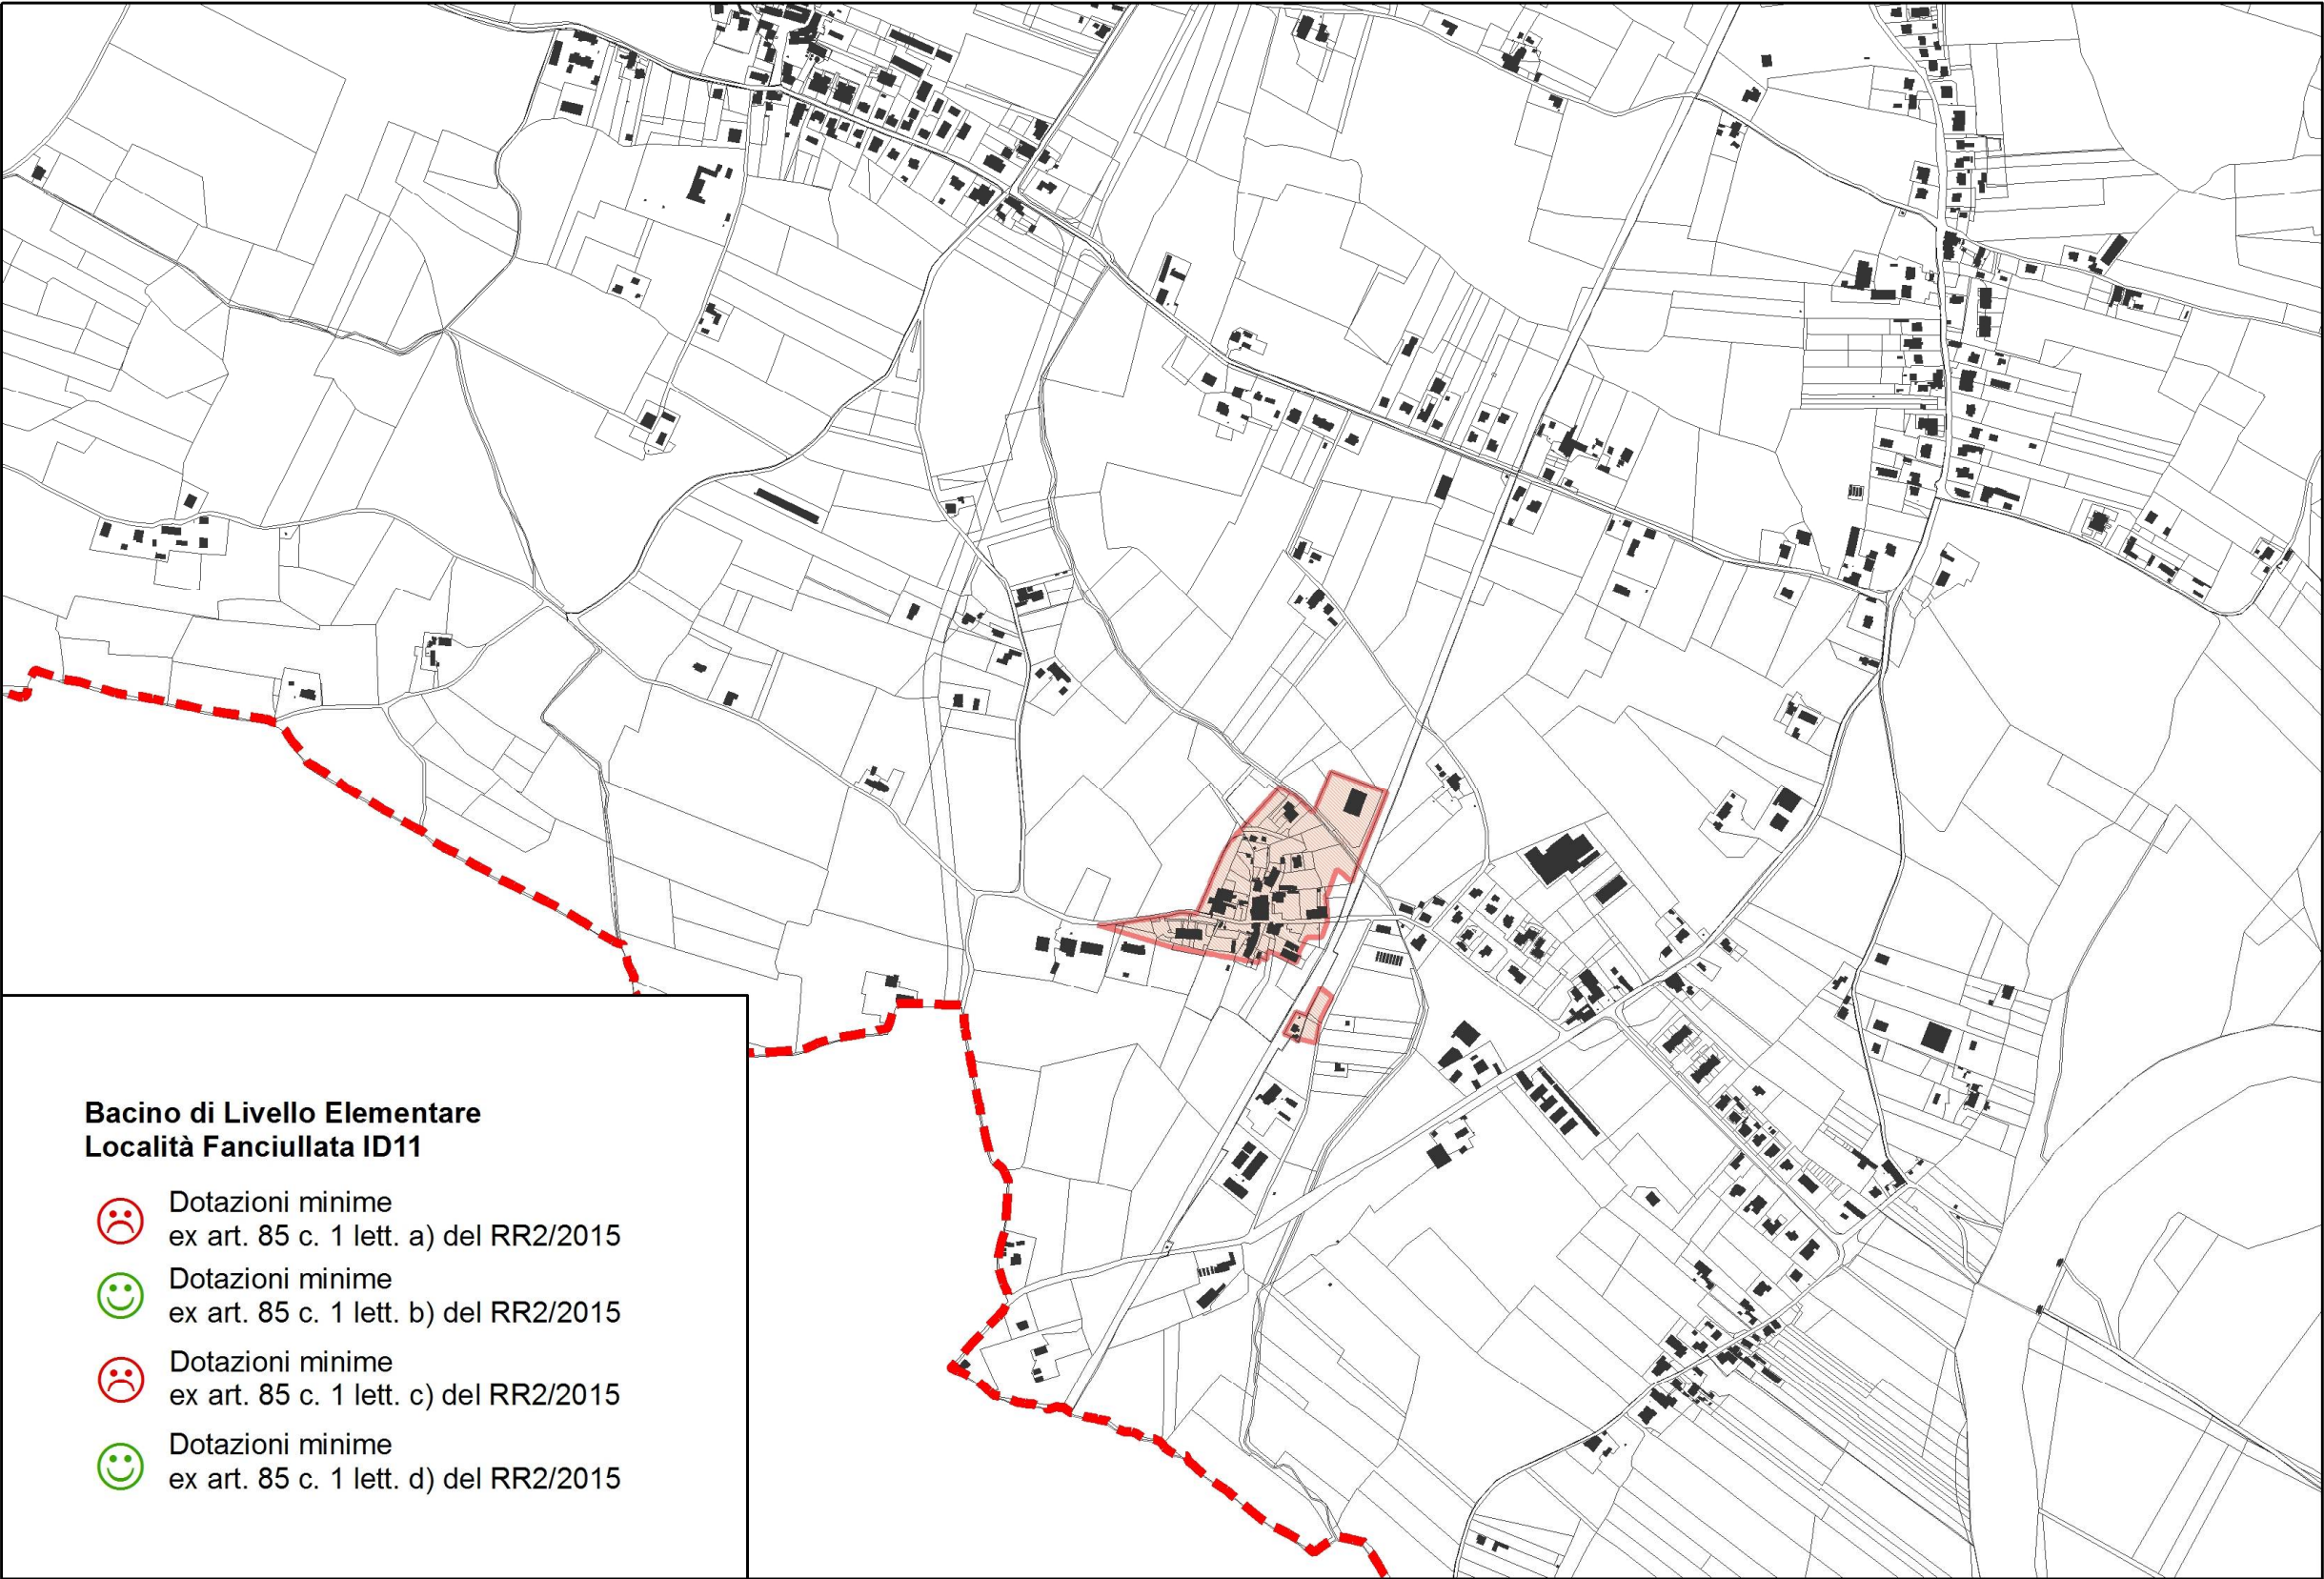 Bacino di Livello Elementare
Località Fanciullata ID11
Dotazioni minime
ex art. 85 c. 1 lett. a) del RR2/2015
Dotazioni minime
ex art. 85 c. 1 lett. b) del RR2/2015
Dotazioni minime
ex art. 85 c. 1 lett. c) del RR2/2015
Dotazioni minime
ex art. 85 c. 1 lett. d) del RR2/2015